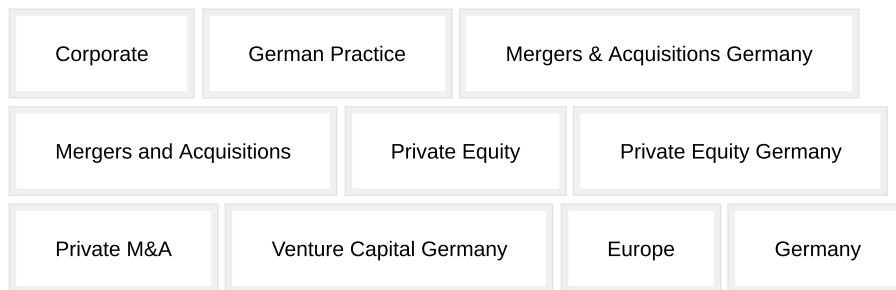 Corporate German Practice Mergers & Acquisitions Germany
Mergers and Acquisitions Private Equity Private Equity Germany
Private M&A Venture Capital Germany Europe Germany